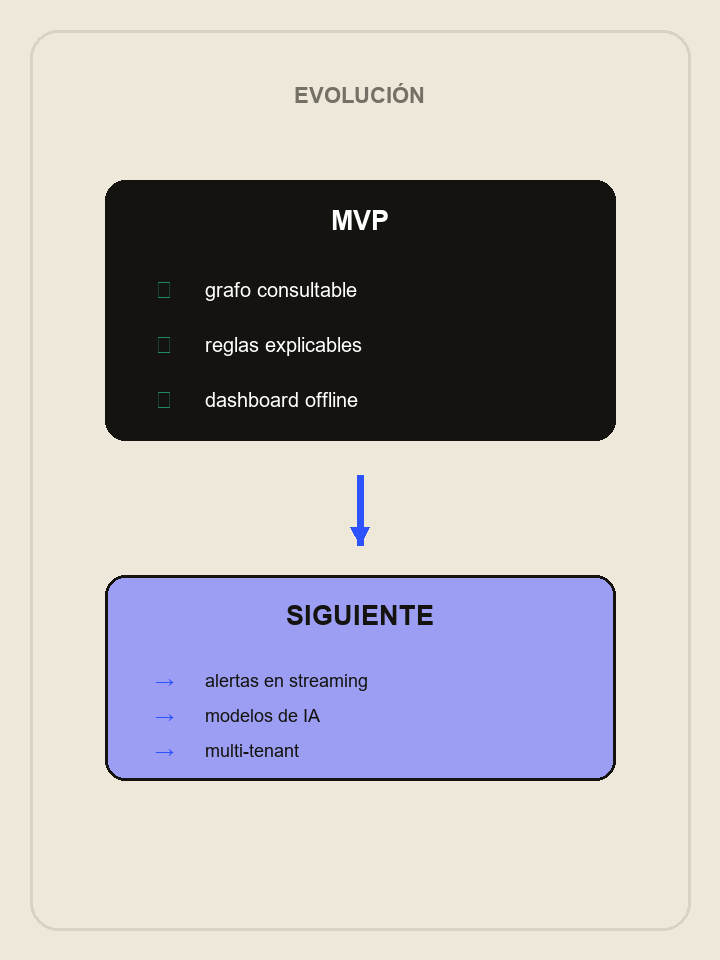 EVOLUCIÓN
MVP
grafo consultable
reglas explicables
dashboard offline
SIGUIENTE
→ alertas en streaming
→ modelos de IA
→ multi-tenant